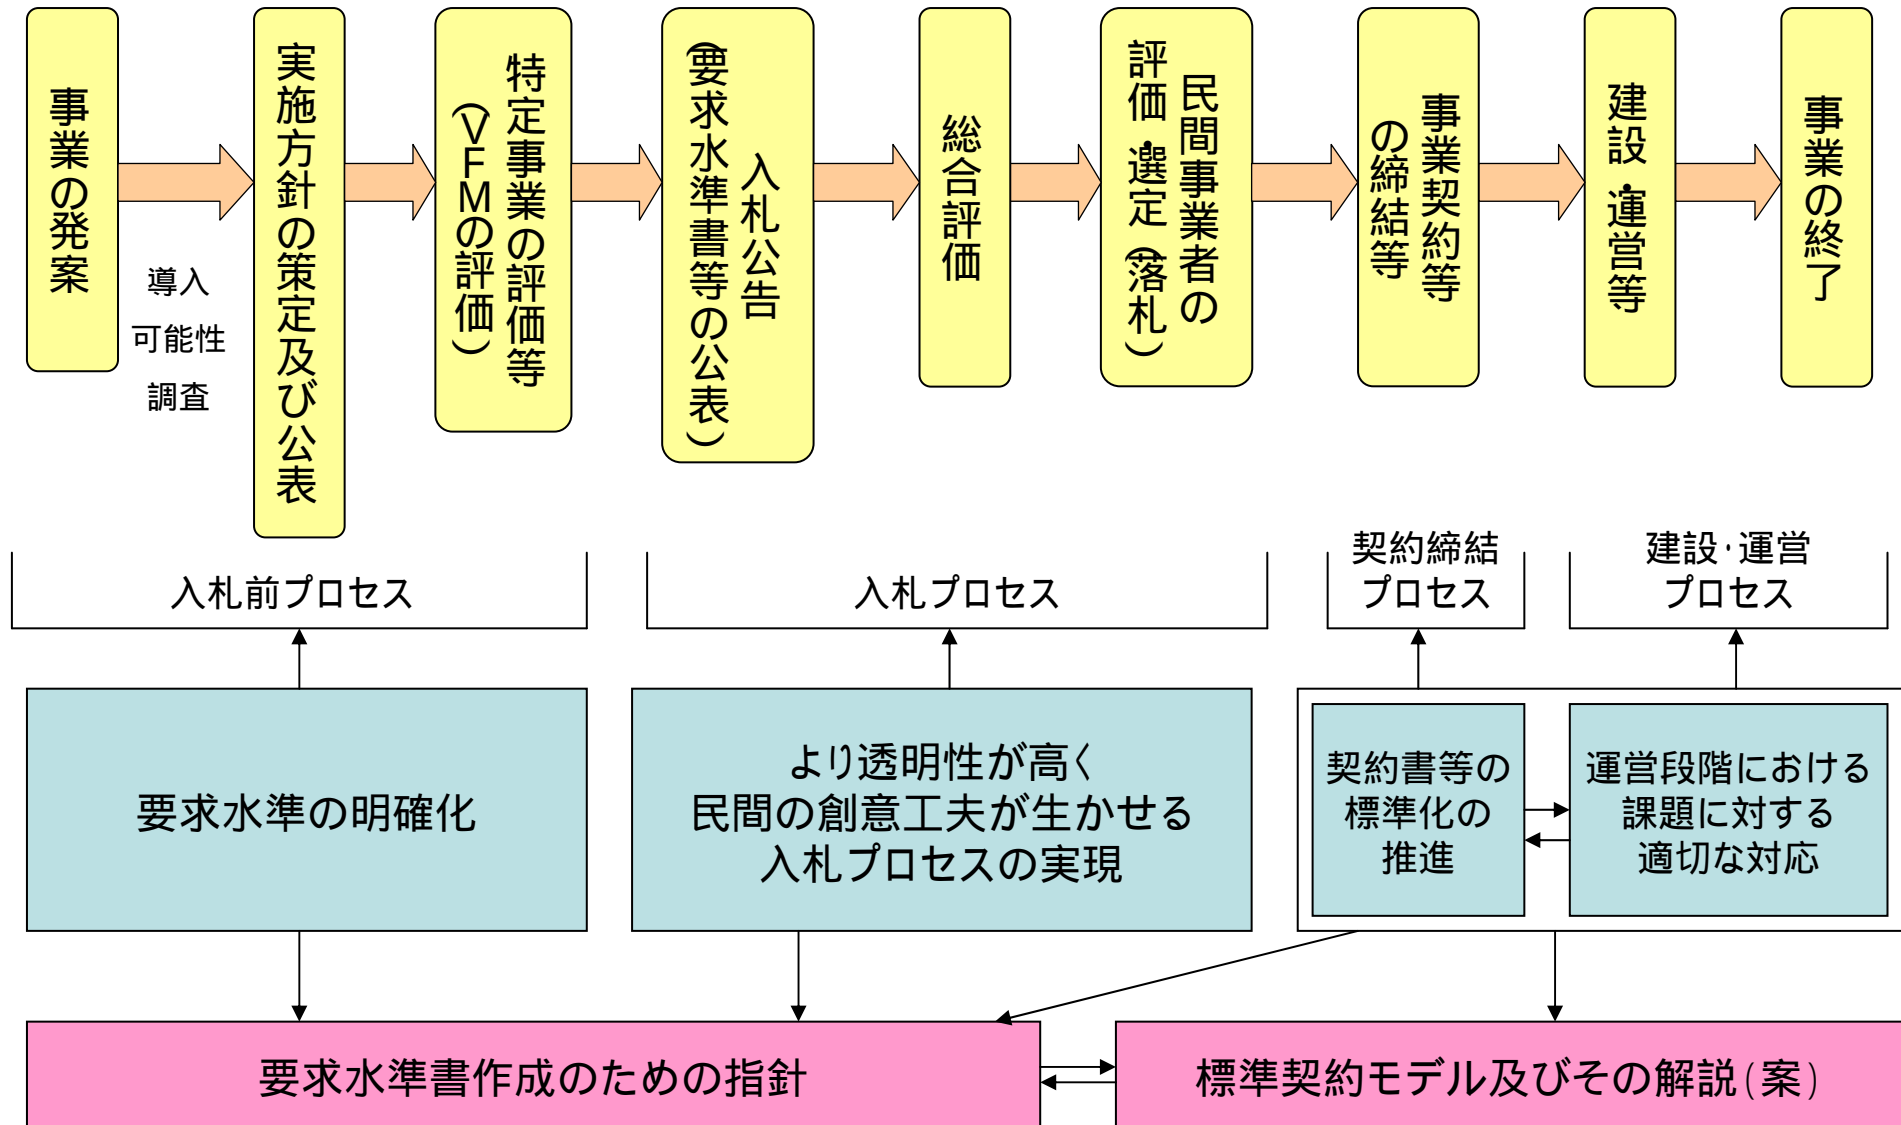 事業の発案
導入
可能性
調査
実施方針の策定及び公表
特定事業の評価等
(VFMの評価)
入札公告
(要求水準書等の公表)
総合評価
民間事業者の
評価・選定(落札)
事業契約等
の締結等
建設・運営等
事業の終了
入札前プロセス
入札プロセス
契約締結
プロセス
建設・運営
プロセス
要求水準の明確化
より透明性が高く
民間の創意工夫が生かせる
入札プロセスの実現
契約書等の
標準化の
推進
運営段階における
課題に対する
適切な対応
要求水準書作成のための指針
標準契約モデル及びその解説(案)